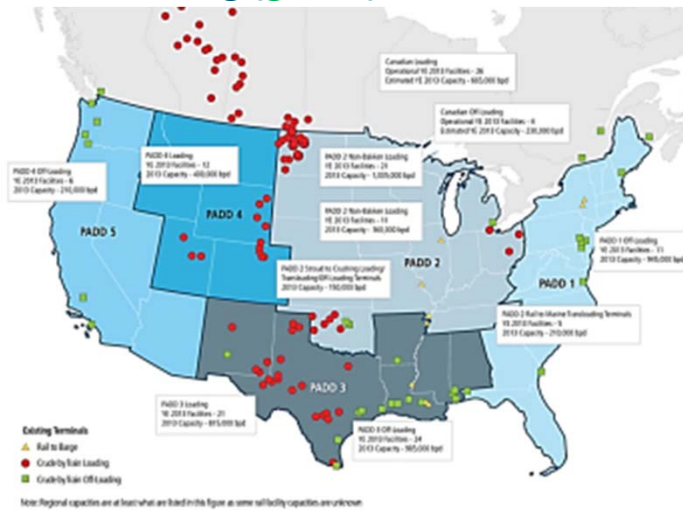 Canadian Loading
Operational YE 2013 Facilities - 26
Estimated YE 2013 Capacity - 605,000 bpd
Canadian Off Loading
Operational YE 2013 Facilities - 6
Estimated YE 2013 Capacity - 230,000 bpd
PADD 4 Loading
YE 2013 Facilities - 12
2013 Capacity - 400,000 bpd
PADD 2 Non-Bakken Loading
YE 2013 Facilities - 21
2013 Capacity - 1,005,000 bpd
PADD 4 Off Loading
YE 2013 Facilities - 6
2013 Capacity - 210,000 bpd
PADD 2 Non-Bakken Loading
YE 2013 Facilities - 11
2013 Capacity - 160,000 bpd
PADD 5
PADD 4
PADD 2
PADD 1
PADD 1 Off Loading
YE 2013 Facilities - 11
2013 Capacity - 945,000 bpd
PADD 2 Stroud to Cushing Loading/
Transloading Off Loading Terminals
2013 Capacity - 150,000 bpd
PADD 2 Rail to Marine Transloading Terminals
YE 2013 Facilities - 5
2013 Capacity - 210,000 bpd
PADD 3
PADD 3 Loading
YE 2013 Facilities - 21
2013 Capacity - 615,000 bpd
PADD 3 Off Loading
YE 2013 Facilities - 24
2013 Capacity - 965,000 bpd
Existing Terminals
Rail to Barge
Crude by Train Loading
Crude by Train Off-Loading
Note: Regional capacities are at least what are listed in this figure as some rail facility capacities are unknown